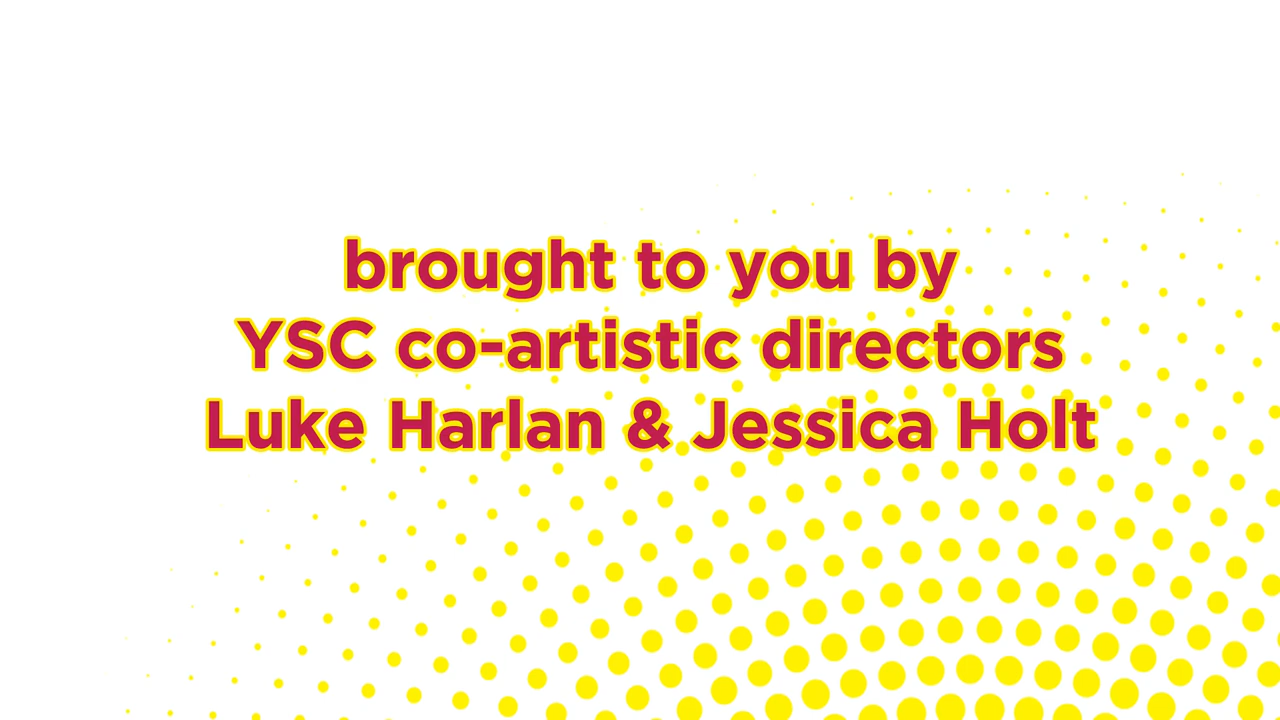 brought to you by
YSC co-artistic directors
Luke Harlan & Jessica Holt